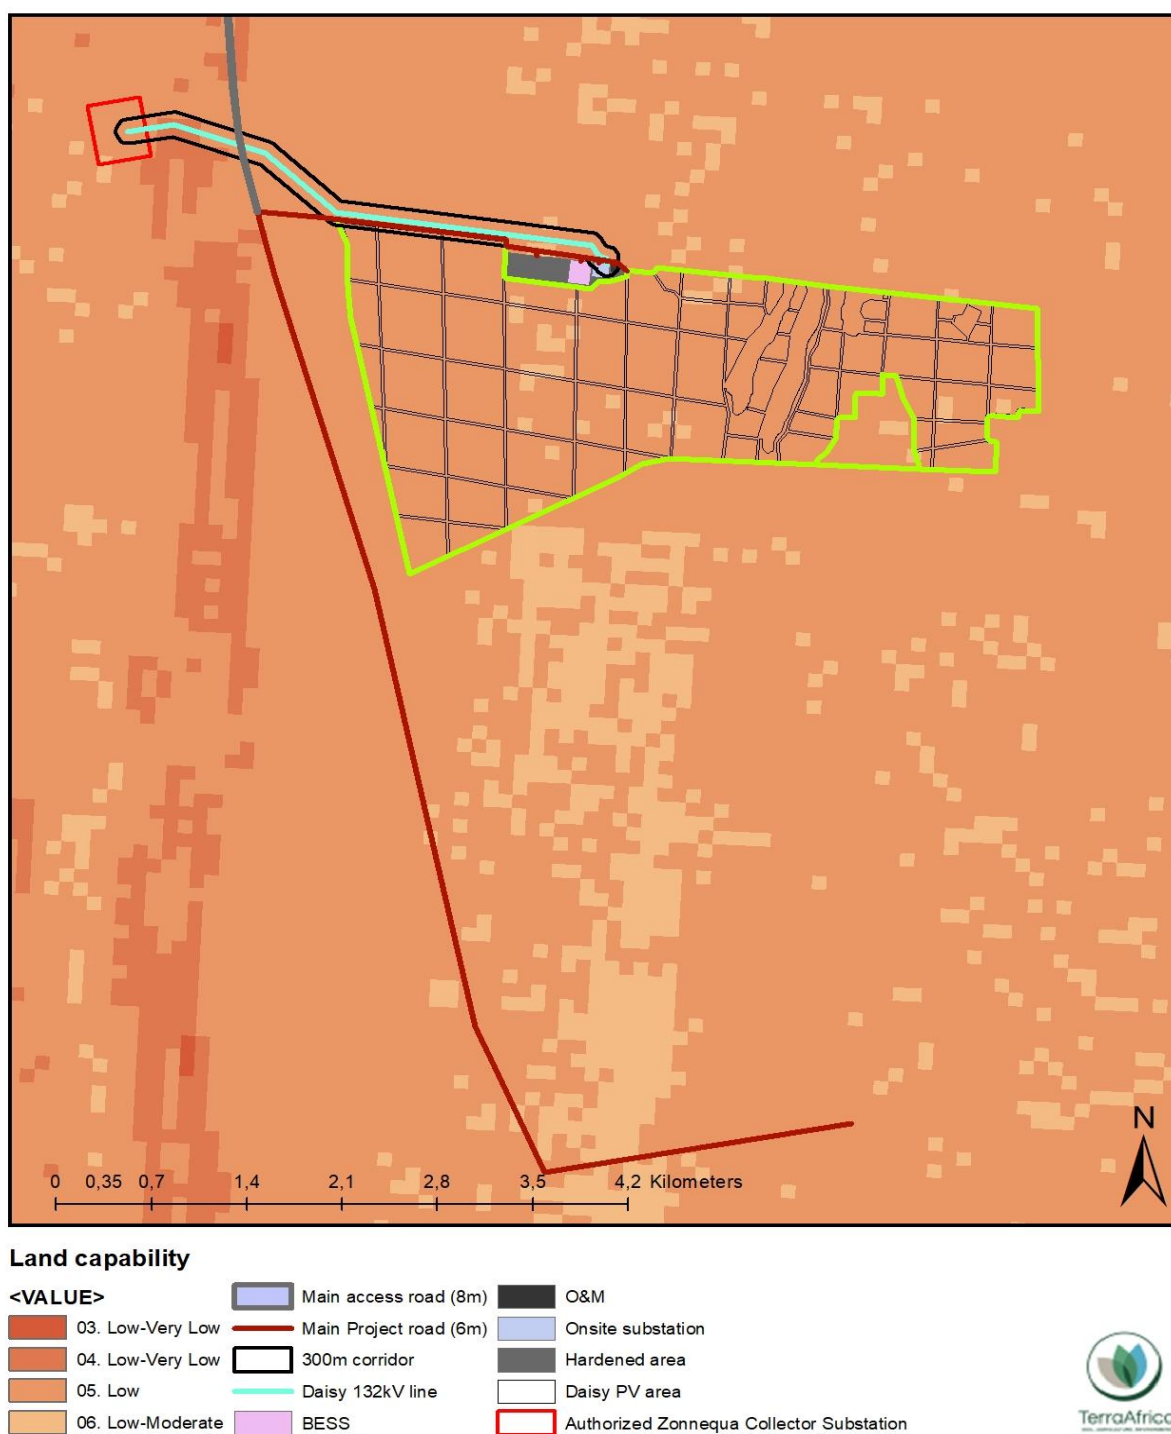 N
0 0,35 0,7 1,4 2,1 2,8 3,5 4,2 Kilometers
Land capability
<VALUE>
03. Low-Very Low
04. Low-Very Low
05. Low
06. Low-Moderate
Main access road (8m)
Main Project road (6m)
300m corridor
Daisy 132kV line
BESS
O&M
Onsite substation
Hardened area
Daisy PV area
Authorized Zonnequa Collector Substation
TerraAfrica